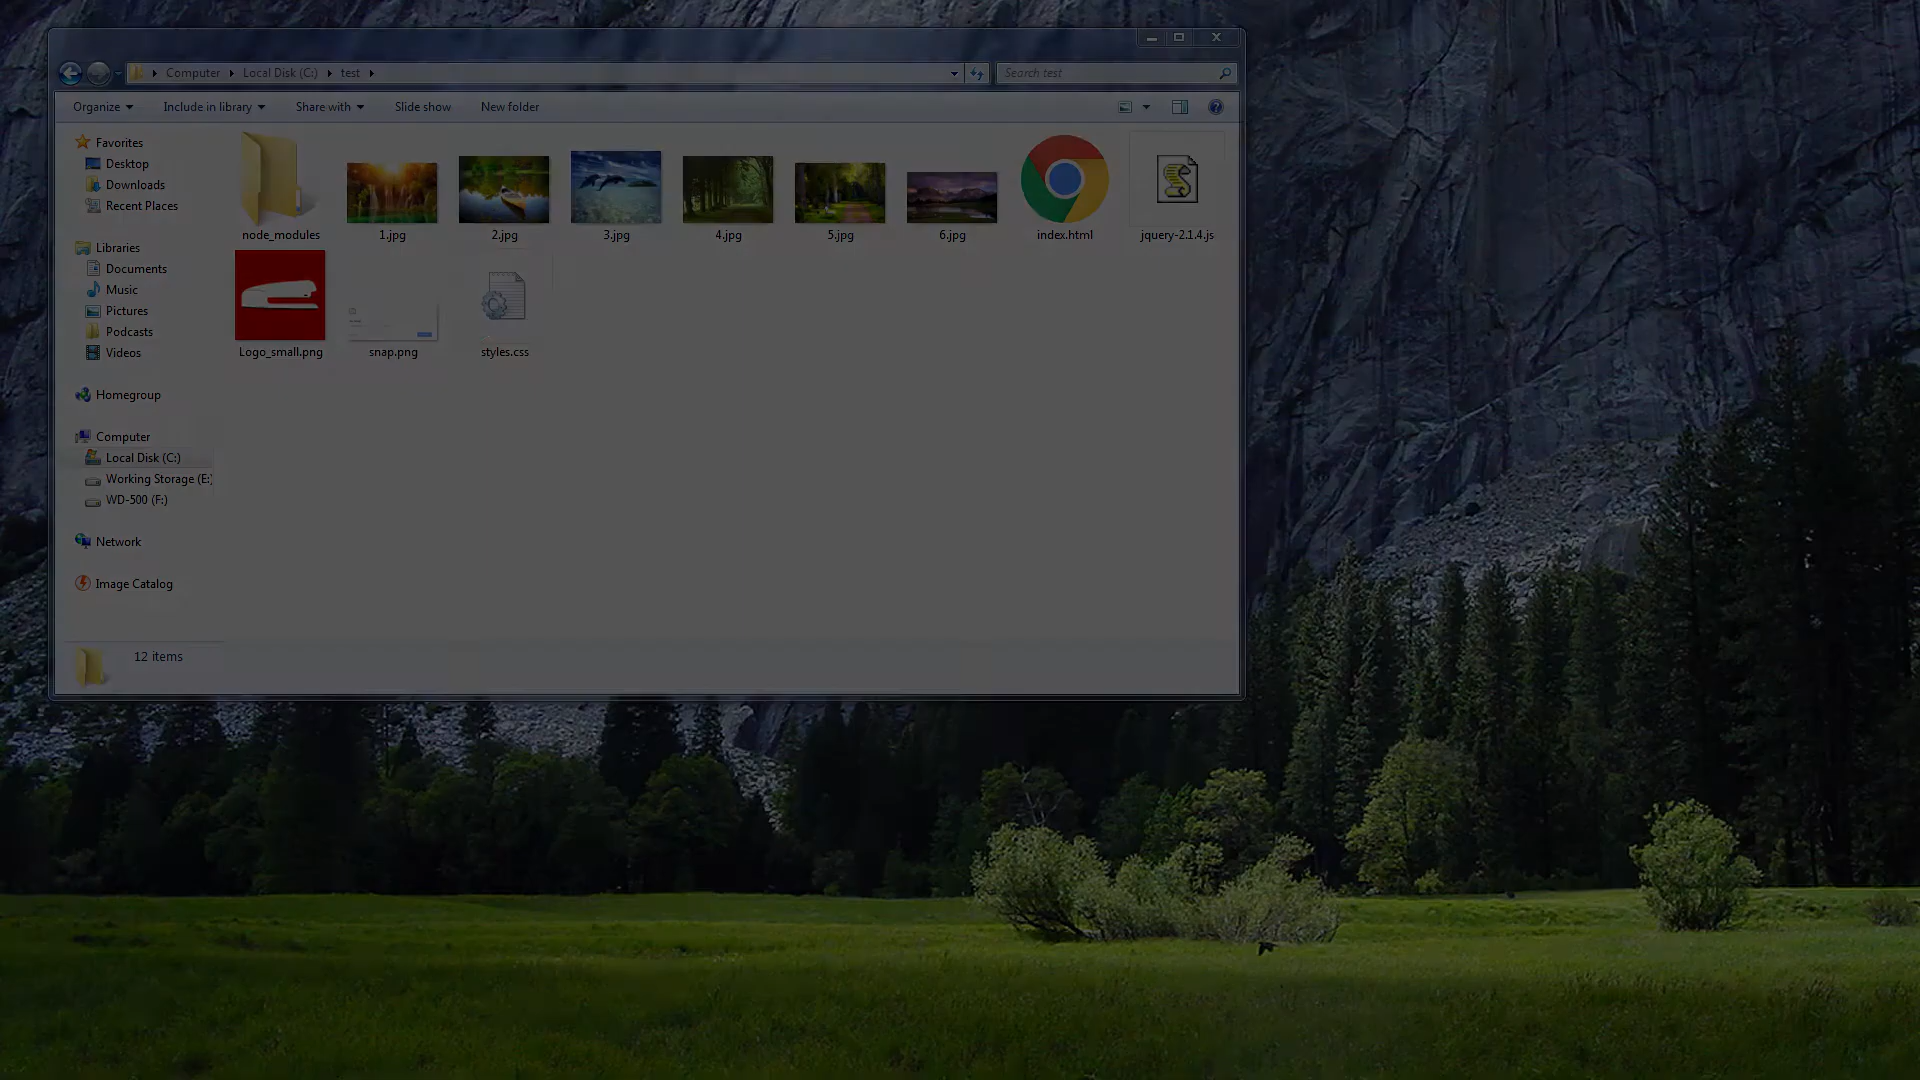 Computer Local Disk (C:) test Search test
Organize Include in library Share with Slide show New folder
Favorites
Desktop
Downloads
Recent Places
Libraries
Documents
Music
Pictures
Podcasts
Videos
Homegroup
Computer
Local Disk (C:)
Working Storage (E:)
WD-500 (F:)
Network
Image Catalog
node_modules 1.jpg 2.jpg 3.jpg 4.jpg 5.jpg 6.jpg index.html jquery-2.1.4.js
Logo_small.png snap.png styles.css
12 items